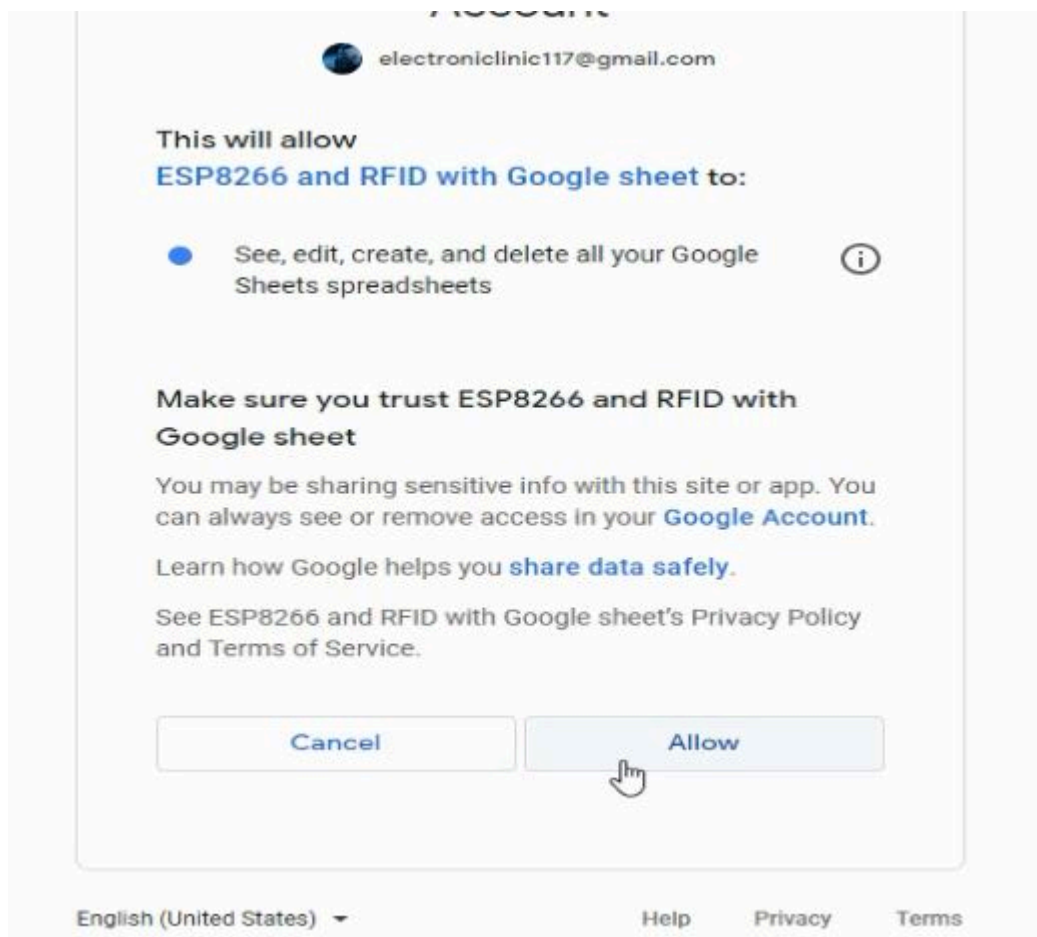 electroniclinic117@gmail.com
This will allow
ESP8266 and RFID with Google sheet to:
See, edit, create, and delete all your Google
Sheets spreadsheets
Make sure you trust ESP8266 and RFID with
Google sheet
You may be sharing sensitive info with this site or app. You
can always see or remove access in your Google Account.
Learn how Google helps you share data safely.
See ESP8266 and RFID with Google sheet's Privacy Policy
and Terms of Service.
Cancel Allow
English (United States) Help Privacy Terms